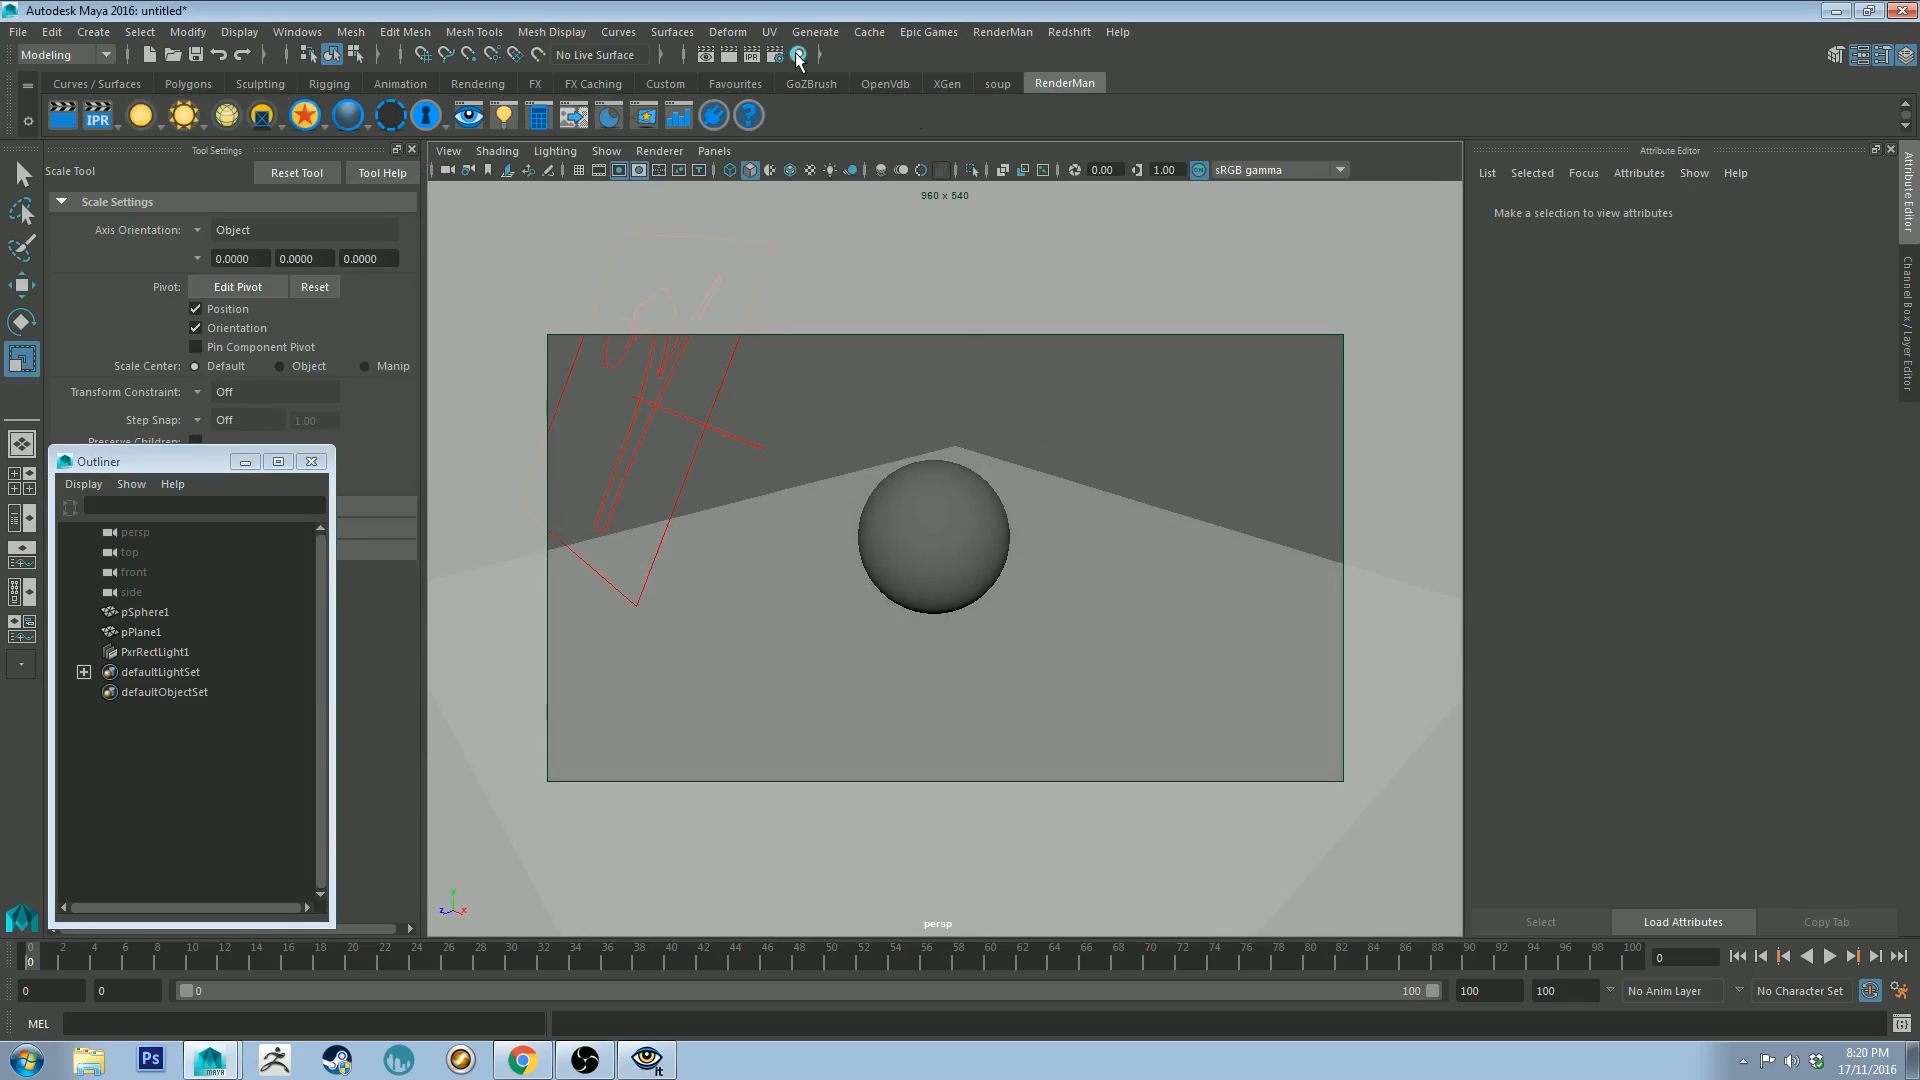 Autodesk Maya 2016: untitled*
File Edit Create Select Modify Display Windows Mesh Edit Mesh Mesh Tools Mesh Display Curves Surfaces Deform UV Generate Cache Epic Games RenderMan Redshift Help
Modeling No Live Surface IPR
Curves / Surfaces Polygons Sculpting Rigging Animation Rendering FX FX Caching Custom Favourites GoZBrush OpenVdb XGen soup RenderMan
IPR ?
Tool Settings
Scale Tool Reset Tool Tool Help
Scale Settings
Axis Orientation: Object
0.0000 0.0000 0.0000
Pivot: Edit Pivot Reset
Position
Orientation
Pin Component Pivot
Scale Center: Default Object Manip
Transform Constraint: Off
Step Snap: Off 1.00
Preserve Children:
Outliner
Display Show Help
persp
top
front
side
pSphere1
pPlane1
PxrRectLight1
defaultLightSet
defaultObjectSet
View Shading Lighting Show Renderer Panels
0.00 1.00 ON sRGB gamma
960 x 540
persp
y
z x
Attribute Editor
List Selected Focus Attributes Show Help
Make a selection to view attributes
Select Load Attributes Copy Tab
Attribute Editor
Channel Box / Layer Editor
0 2 4 6 8 10 12 14 16 18 20 22 24 26 28 30 32 34 36 38 40 42 44 46 48 50 52 54 56 58 60 62 64 66 68 70 72 74 76 78 80 82 84 86 88 90 92 94 96 98 100
0 0
0 0 0 100 100 100 No Anim Layer No Character Set
MEL
Ps MAYA it
8:20 PM
17/11/2016